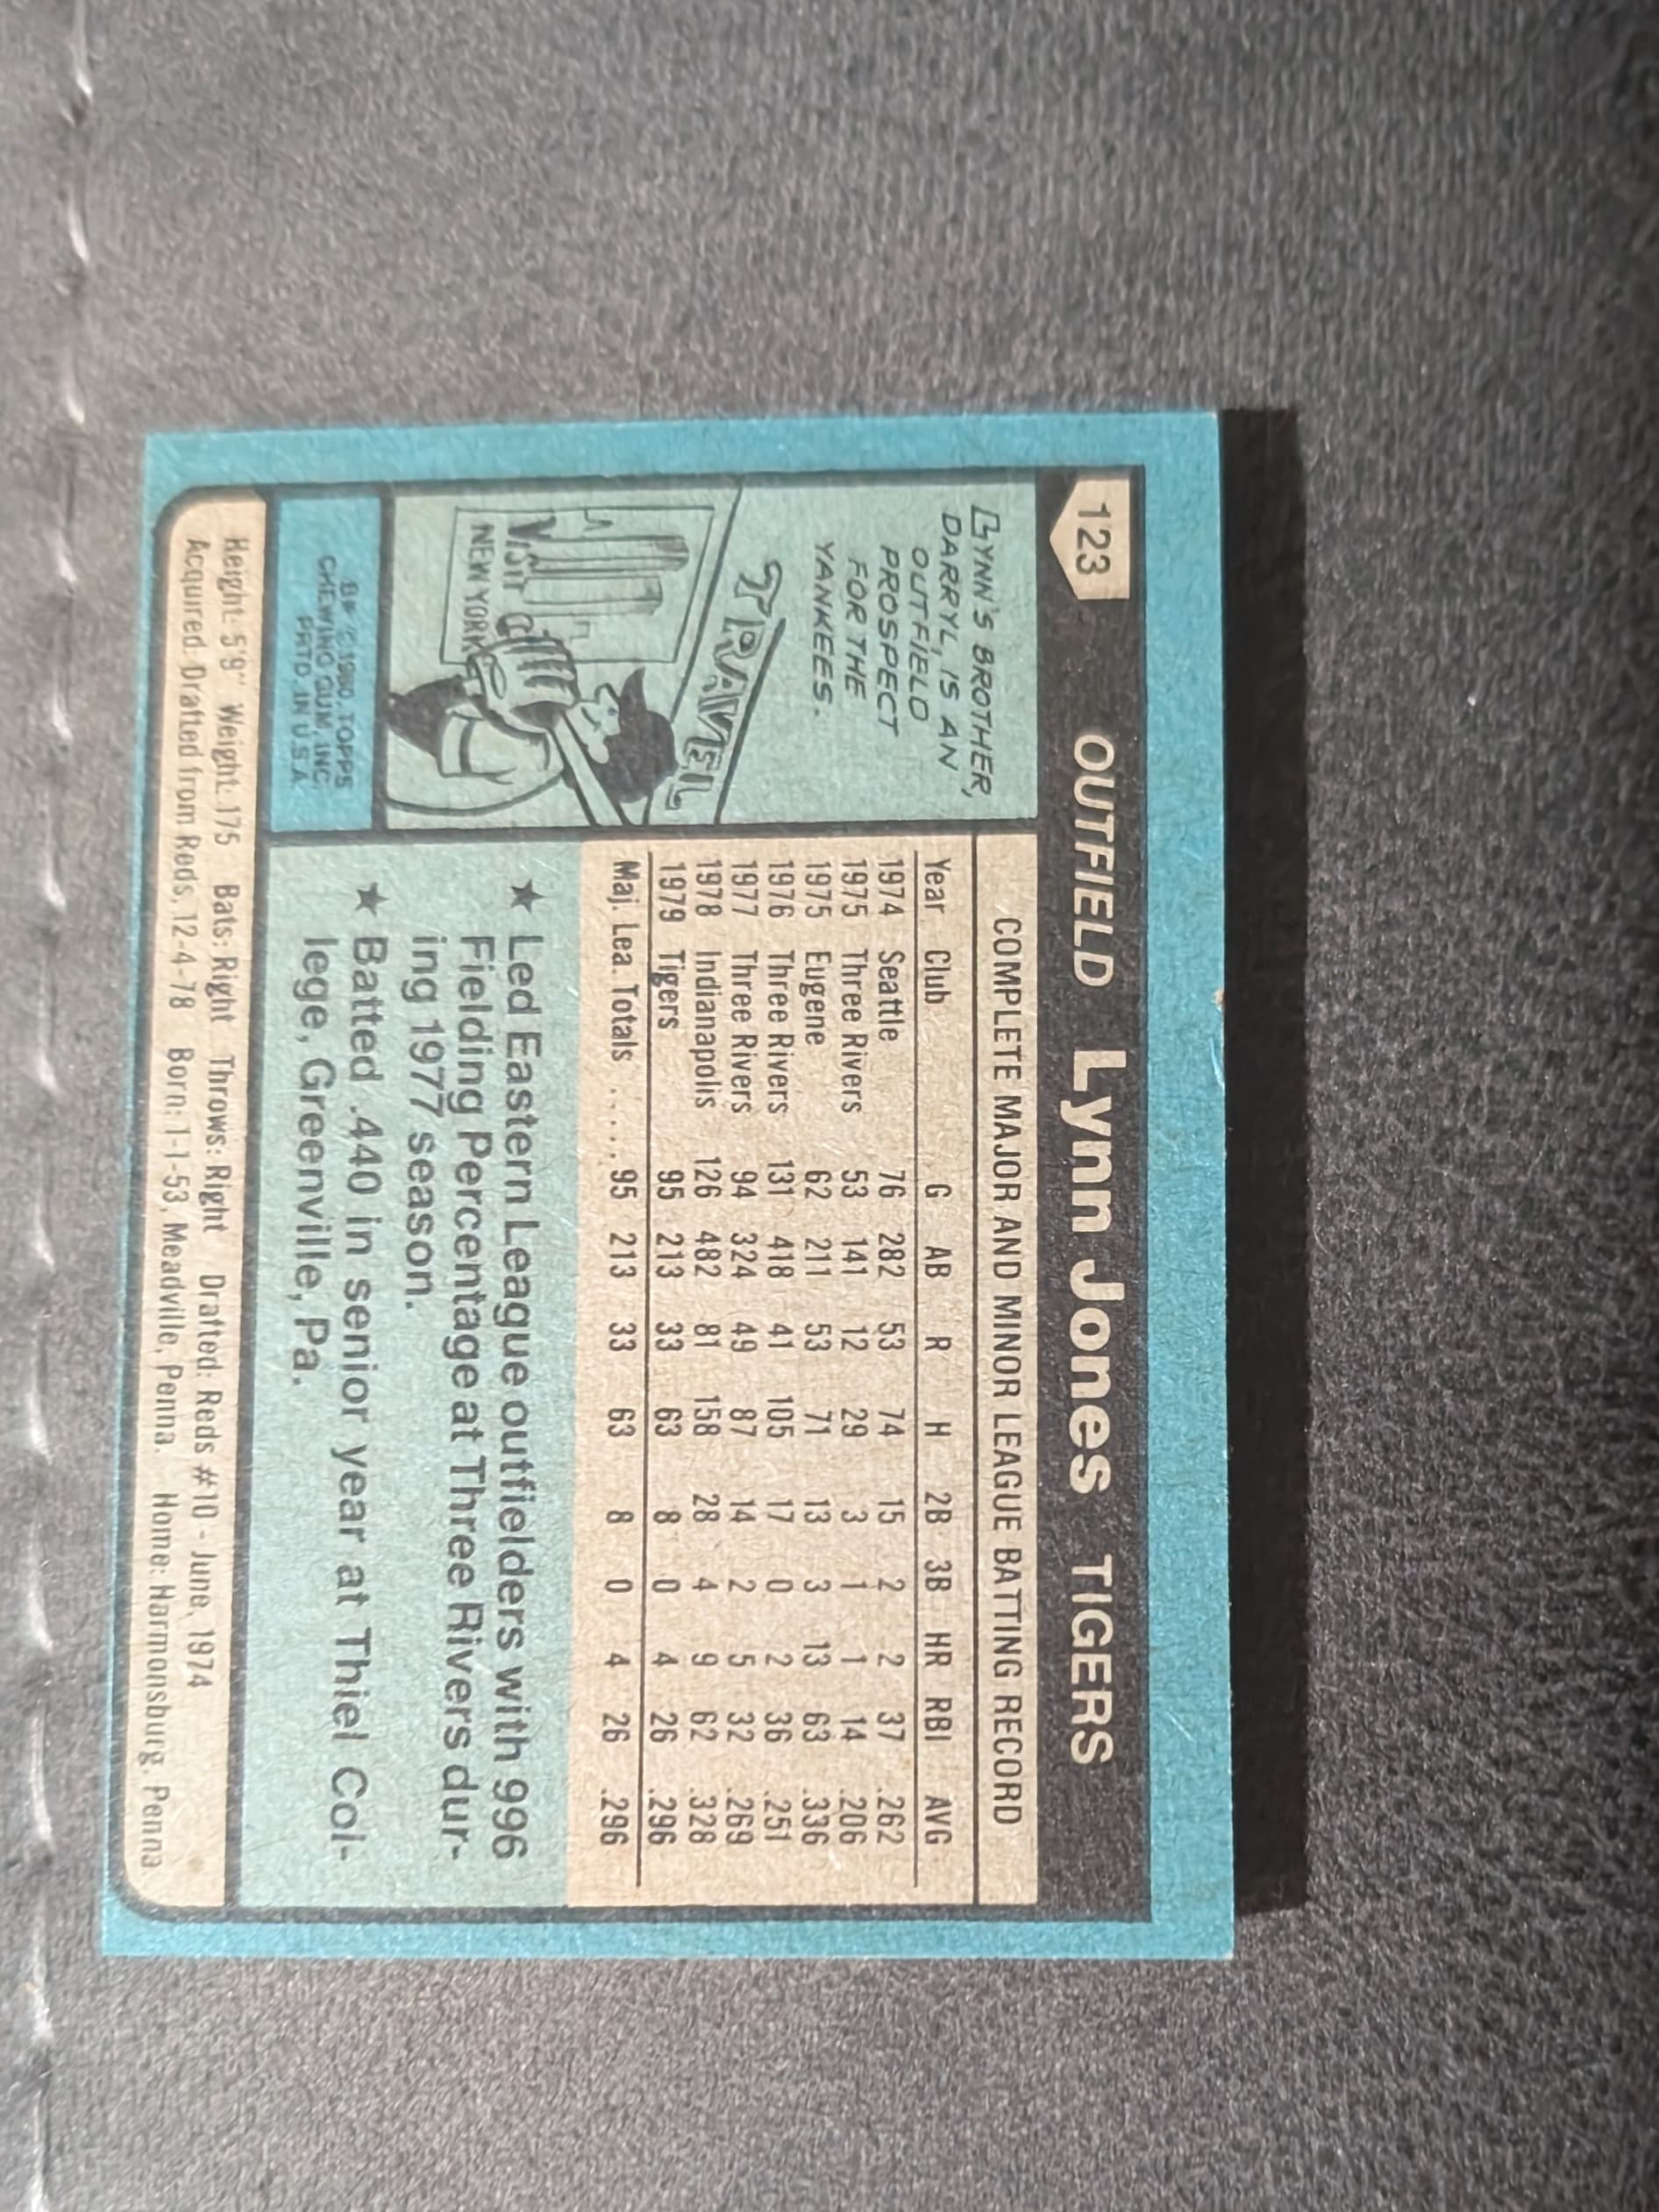 123 OUTFIELD Lynn Jones TIGERS
LYNN'S BROTHER,
DARRYL, IS AN
OUTFIELD
PROSPECT
FOR THE
YANKEES.
TRAVEL
VISIT
NEW YORK
© 1980, TOPPS
CHEWING GUM, INC.
PRTD. IN U.S.A.
COMPLETE MAJOR AND MINOR LEAGUE BATTING RECORD
Year Club G AB R H 2B 3B HR RBI AVG
1974 Seattle 76 282 53 74 15 2 2 37 .262
1975 Three Rivers 53 141 12 29 3 1 1 14 .206
1975 Eugene 62 211 53 71 13 3 13 63 .336
1976 Three Rivers 131 418 41 105 17 0 2 36 .251
1977 Three Rivers 94 324 49 87 14 2 5 32 .269
1978 Indianapolis 126 482 81 158 28 4 9 62 .328
1979 Tigers 95 213 33 63 8 0 4 26 .296
Maj. Lea. Totals ..... 95 213 33 63 8 0 4 26 .296
★ Led Eastern League outfielders with 996
Fielding Percentage at Three Rivers dur-
ing 1977 season.
★ Batted .440 in senior year at Thiel Col-
lege, Greenville, Pa.
Height: 5'9" Weight: 175 Bats: Right Throws: Right Drafted: Reds #10 - June, 1974
Acquired: Drafted from Reds, 12-4-78 Born: 1-1-53, Meadville, Penna. Home: Harmonsburg, Penna